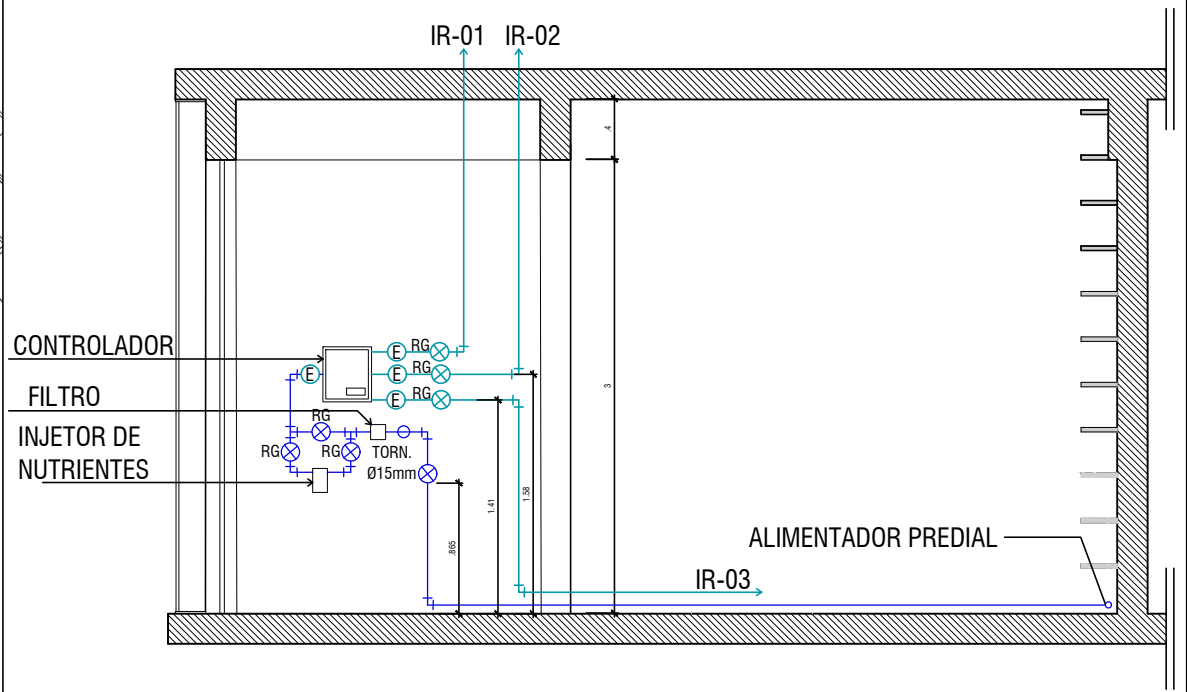 IR-01 IR-02
.4
CONTROLADOR
E RG
E E RG
3
E RG
FILTRO
RG
INJETOR DE
NUTRIENTES
RG RG TORN.
Ø15mm
1.41
1.58
.865
ALIMENTADOR PREDIAL
IR-03